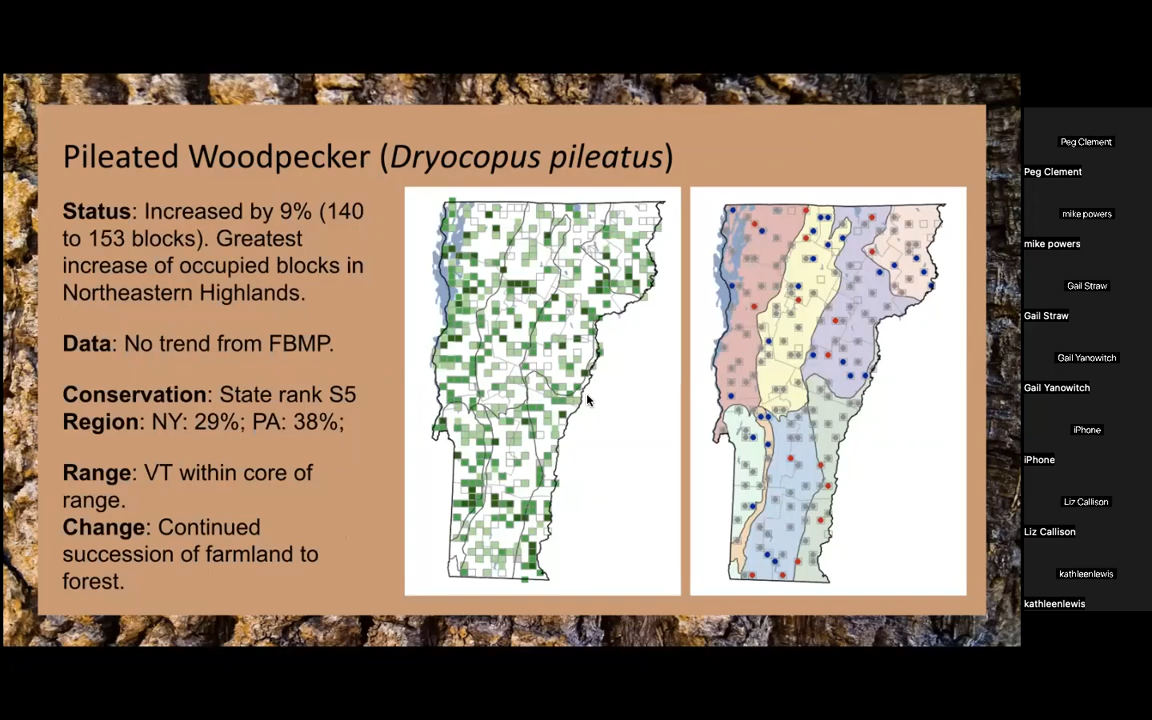 Pileated Woodpecker (Dryocopus pileatus)
Status: Increased by 9% (140
to 153 blocks). Greatest
increase of occupied blocks in
Northeastern Highlands.
Data: No trend from FBMP.
Conservation: State rank S5
Region: NY: 29%; PA: 38%;
Range: VT within core of
range.
Change: Continued
succession of farmland to
forest.
Peg Clement
Peg Clement
mike powers
mike powers
Gail Straw
Gail Straw
Gail Yanowitch
Gail Yanowitch
iPhone
iPhone
Liz Callison
Liz Callison
kathleenlewis
kathleenlewis